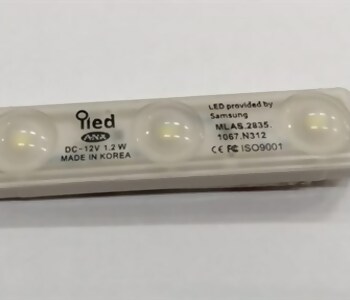 iled
ANX
DC-12V 1.2 W
MADE IN KOREA
LED provided by
Samsung
MLAS.2835.
1067.N312
CE FC ISO9001